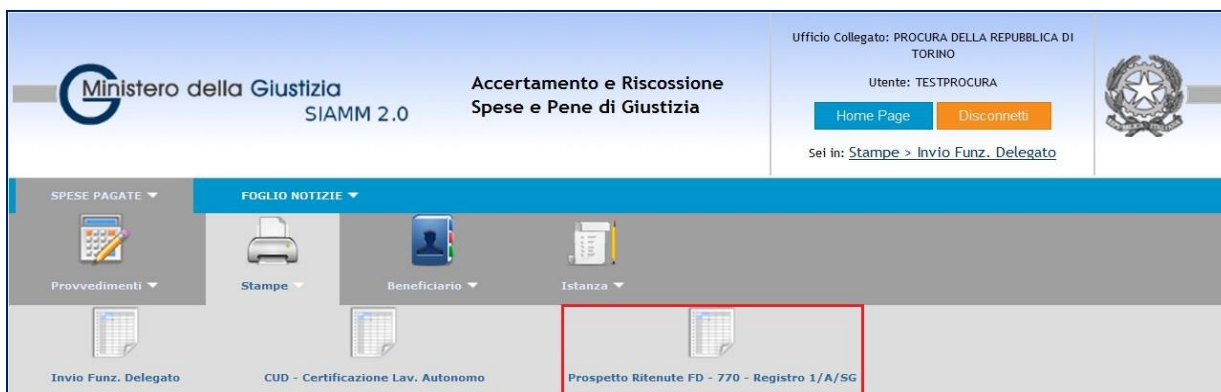 Ministero della Giustizia
SIAMM 2.0
Accertamento e Riscossione
Spese e Pene di Giustizia
Ufficio Collegato: PROCURA DELLA REPUBBLICA DI
TORINO
Utente: TESTPROCURA
Home Page
Disconnetti
Sei in: Stampe > Invio Funz. Delegato
SPESE PAGATE
FOGLIO NOTIZIE
Provvedimenti
Stampe
Beneficiario
Istanza
Invio Funz. Delegato
CUD - Certificazione Lav. Autonomo
Prospetto Ritenute FD - 770 - Registro 1/A/SG